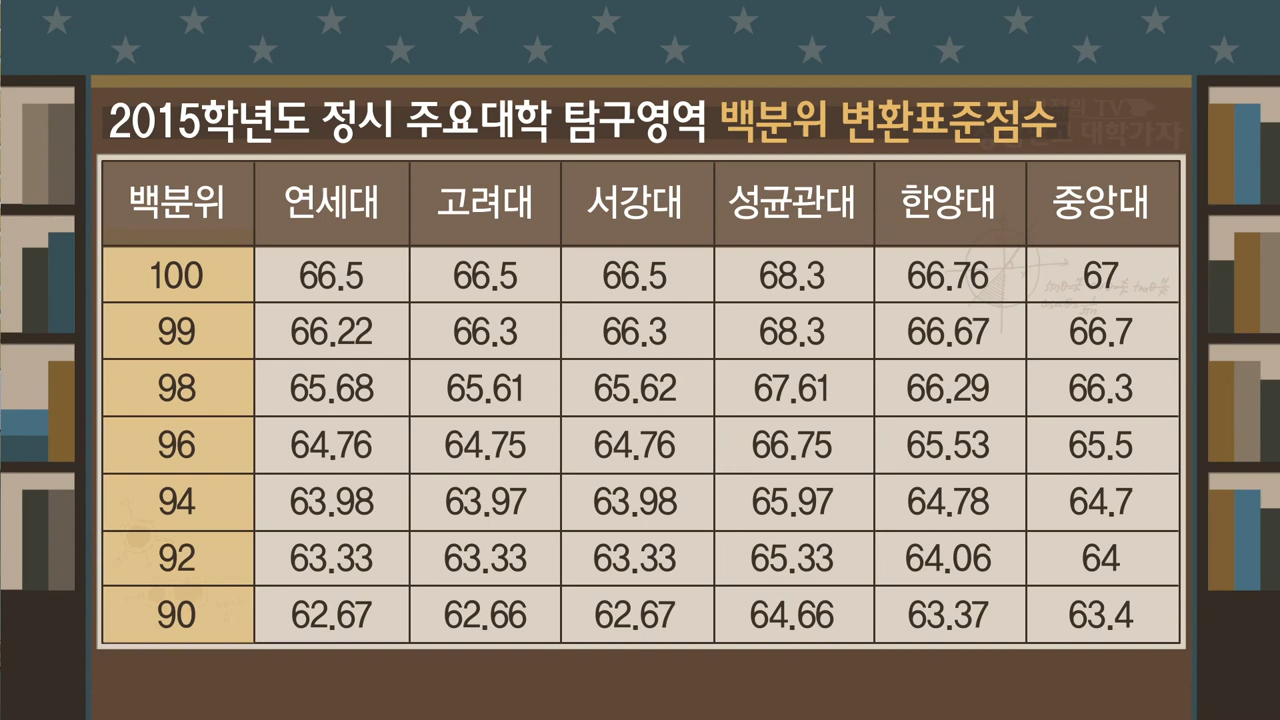 2015학년도 정시 주요대학 탐구영역 백분위 변환표준점수
백분위 연세대 고려대 서강대 성균관대 한양대 중앙대
100 66.5 66.5 66.5 68.3 66.76 67
99 66.22 66.3 66.3 68.3 66.67 66.7
98 65.68 65.61 65.62 67.61 66.29 66.3
96 64.76 64.75 64.76 66.75 65.53 65.5
94 63.98 63.97 63.98 65.97 64.78 64.7
92 63.33 63.33 63.33 65.33 64.06 64
90 62.67 62.66 62.67 64.66 63.37 63.4